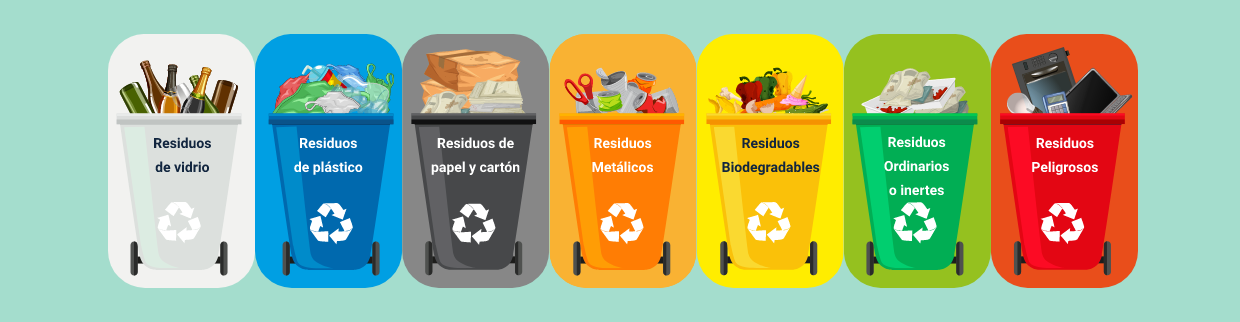 Residuos
de vidrio
Residuos
de plástico
Residuos de
papel y cartón
Residuos
Metálicos
Residuos
Biodegradables
Residuos
Ordinarios
o inertes
Residuos
Peligrosos